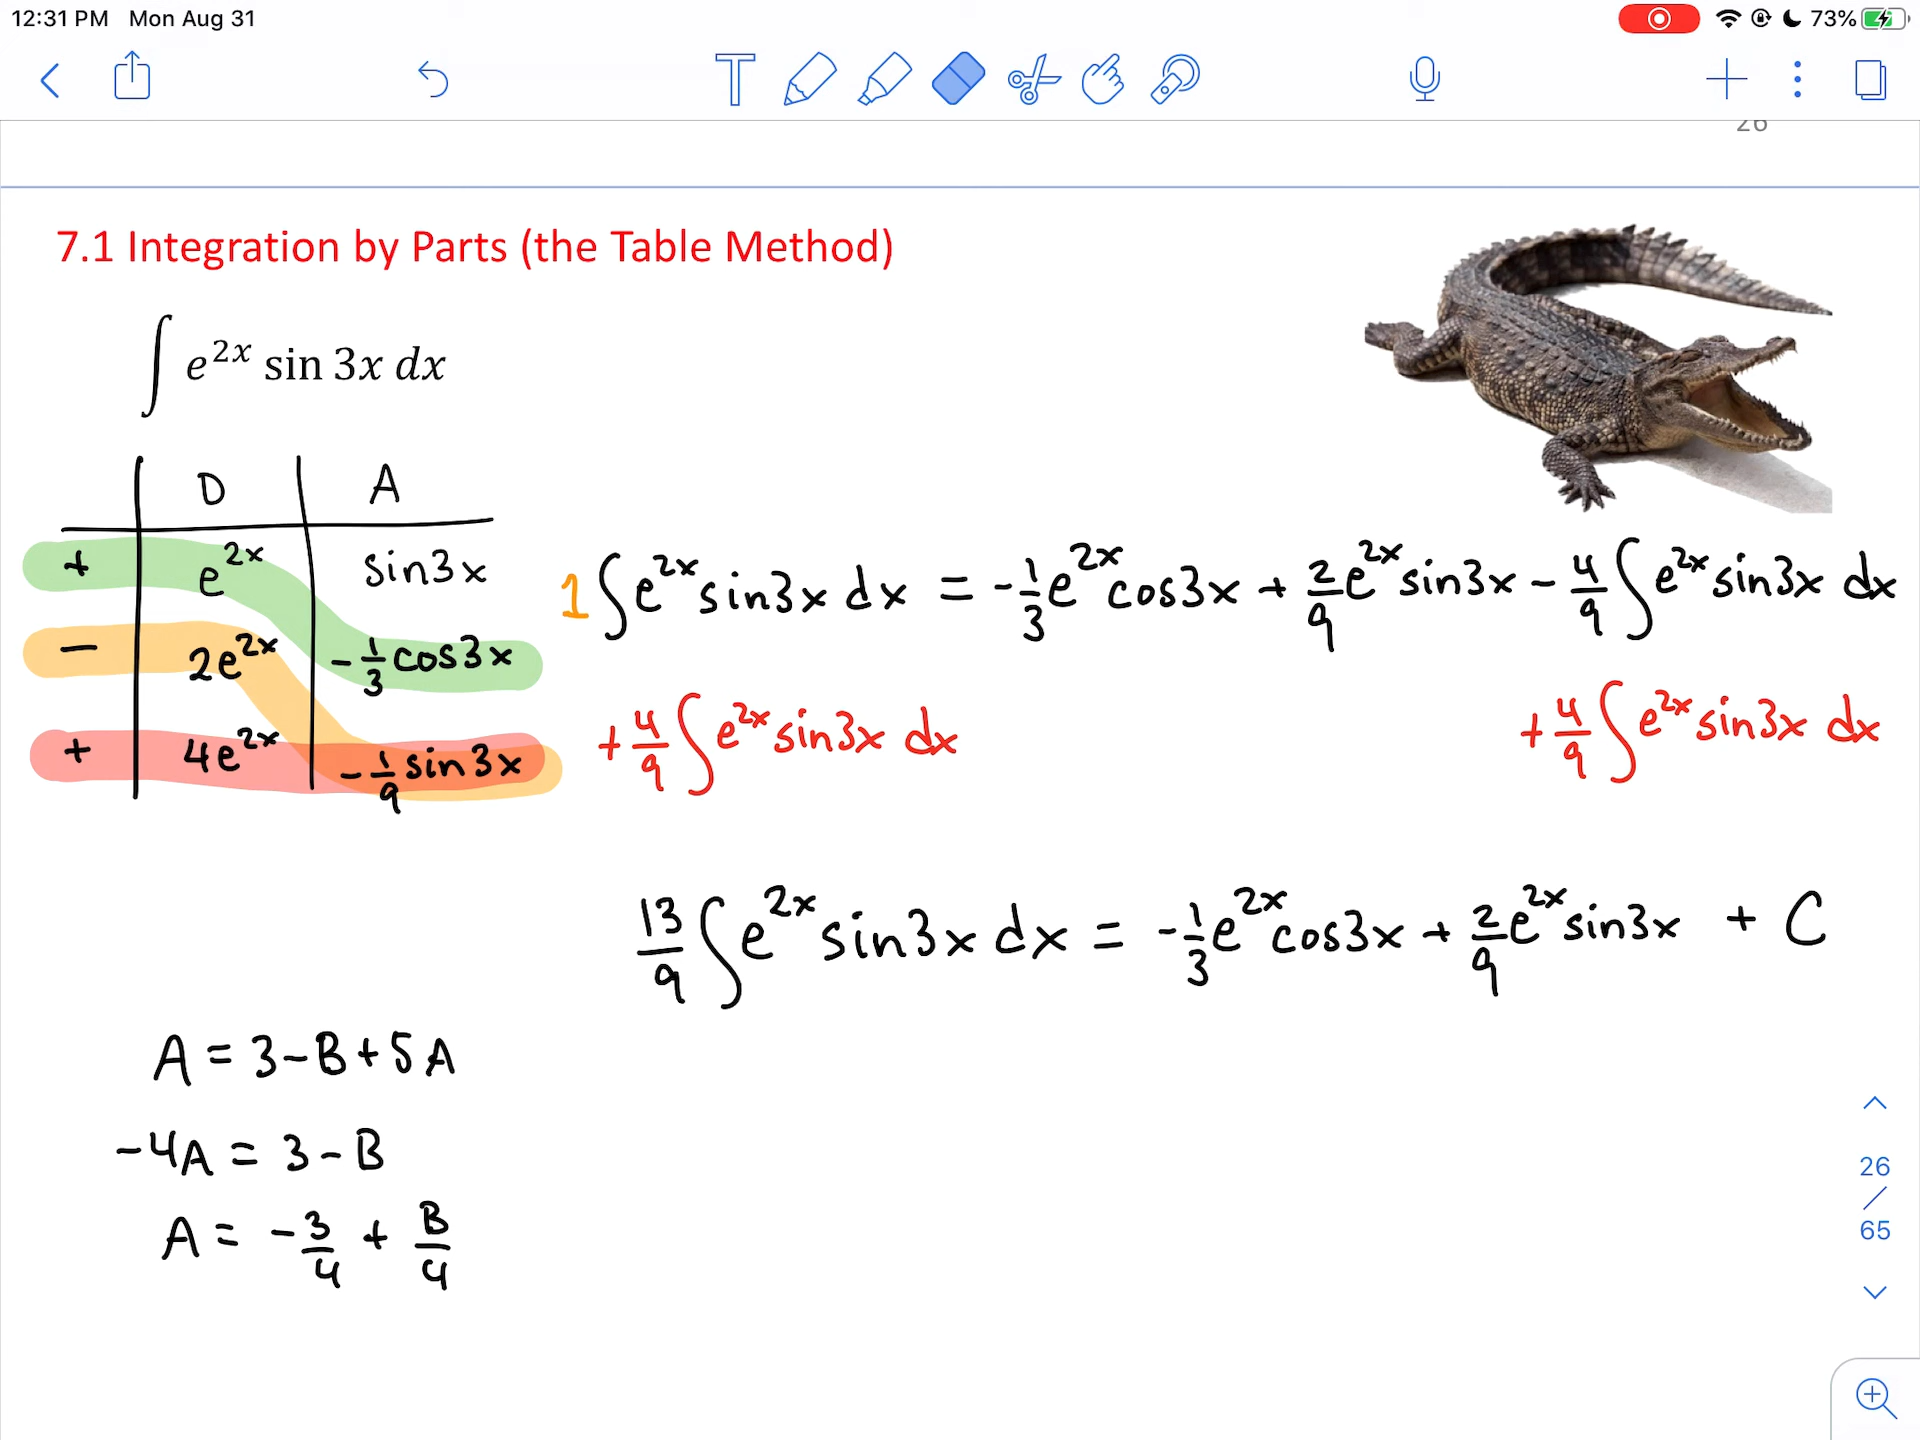 12:31 PM Mon Aug 31
73%
26
7.1 Integration by Parts (the Table Method)
∫ e^{2x} sin 3x dx
D A
+ e^{2x} sin3x
− 2e^{2x} -1/3 cos3x
+ 4e^{2x} -1/9 sin3x
1 ∫ e^{2x} sin3x dx = -1/3 e^{2x} cos3x + 2/9 e^{2x} sin3x - 4/9 ∫ e^{2x} sin3x dx
+ 4/9 ∫ e^{2x} sin3x dx + 4/9 ∫ e^{2x} sin3x dx
13/9 ∫ e^{2x} sin3x dx = -1/3 e^{2x} cos3x + 2/9 e^{2x} sin3x + C
A = 3-B+5A
-4A = 3-B
A = -3/4 + B/4
26
/
65